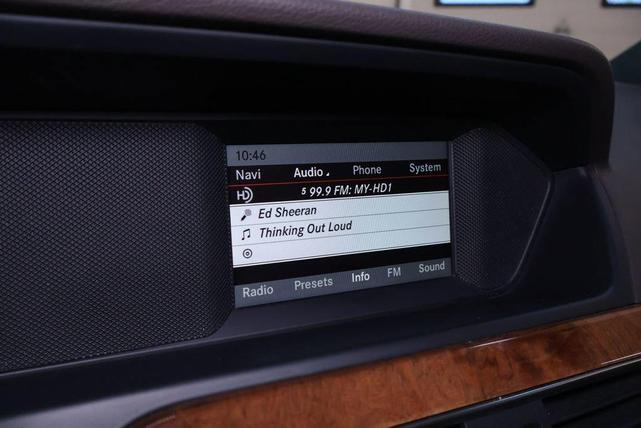 10:46
Navi Audio Phone System
HD 5 99.9 FM: MY-HD1
Ed Sheeran
Thinking Out Loud
Radio Presets Info FM Sound